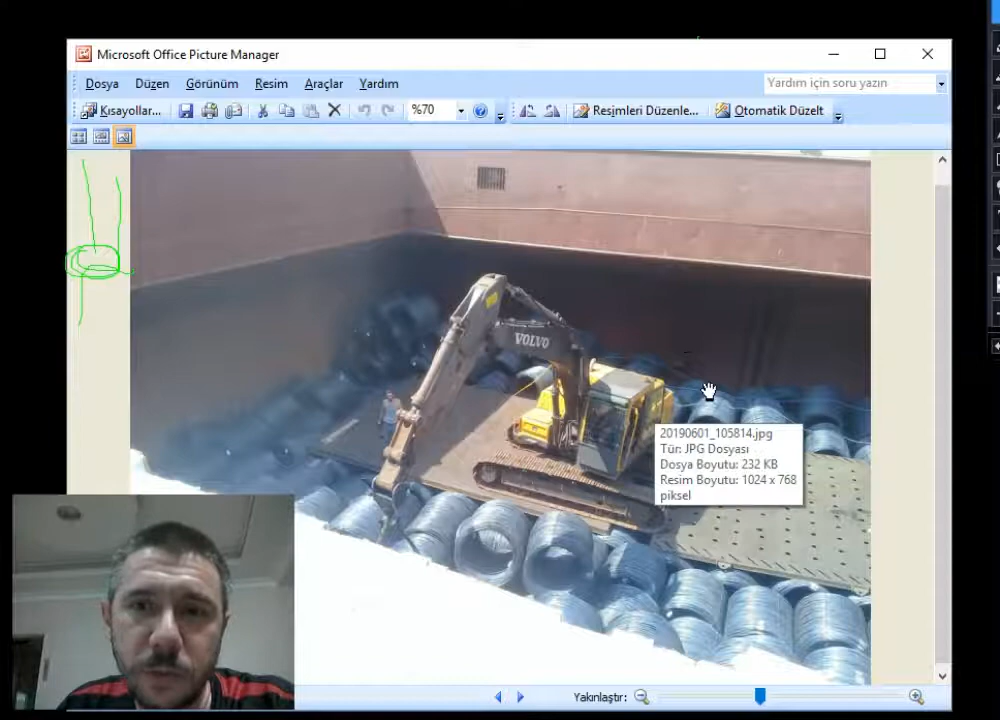 Microsoft Office Picture Manager
Dosya Düzen Görünüm Resim Araçlar Yardım
Yardım için soru yazın
Kısayollar... %70 Resimleri Düzenle... Otomatik Düzelt
VOLVO
20190601_105814.jpg
Tür: JPG Dosyası
Dosya Boyutu: 232 KB
Resim Boyutu: 1024 x 768
piksel
Yakınlaştır: